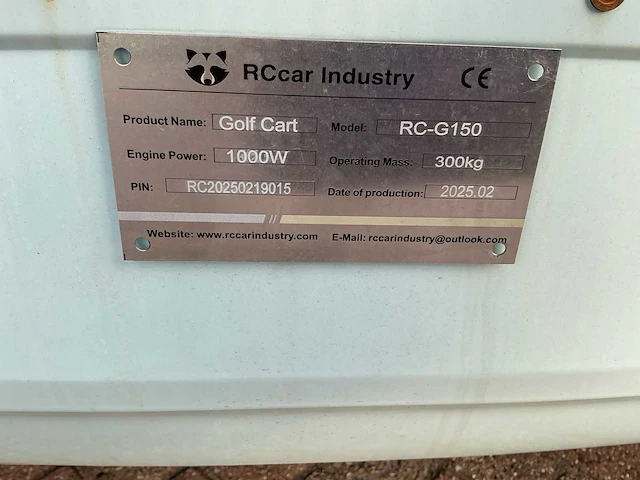 RCcar Industry CE
Product Name: Golf Cart Model: RC-G150
Engine Power: 1000W Operating Mass: 300kg
PIN: RC20250219015 Date of production: 2025.02
Website: www.rccarindustry.com E-Mail: rccarindustry@outlook.com